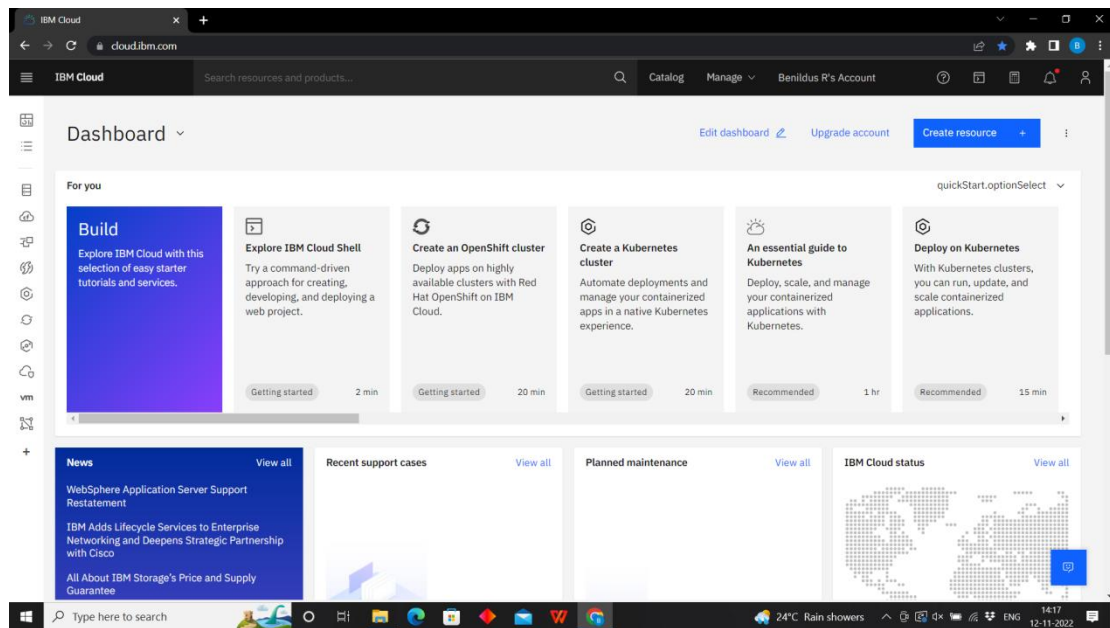 IBM Cloud
cloud.ibm.com
B
IBM Cloud
Search resources and products...
Catalog
Manage
Benildus R's Account
Dashboard
Edit dashboard
Upgrade account
Create resource +
For you
quickStart.optionSelect
Build
Explore IBM Cloud with this
selection of easy starter
tutorials and services.
Explore IBM Cloud Shell
Try a command-driven
approach for creating,
developing, and deploying a
web project.
Getting started 2 min
Create an OpenShift cluster
Deploy apps on highly
available clusters with Red
Hat OpenShift on IBM
Cloud.
Getting started 20 min
Create a Kubernetes
cluster
Automate deployments and
manage your containerized
apps in a native Kubernetes
experience.
Getting started 20 min
An essential guide to
Kubernetes
Deploy, scale, and manage
your containerized
applications with
Kubernetes.
Recommended 1 hr
Deploy on Kubernetes
With Kubernetes clusters,
you can run, update, and
scale containerized
applications.
Recommended 15 min
vm
News View all
WebSphere Application Server Support
Restatement
IBM Adds Lifecycle Services to Enterprise
Networking and Deepens Strategic Partnership
with Cisco
All About IBM Storage's Price and Supply
Guarantee
Recent support cases View all
Planned maintenance View all
IBM Cloud status View all
Type here to search
24°C Rain showers
ENG
14:17
12-11-2022